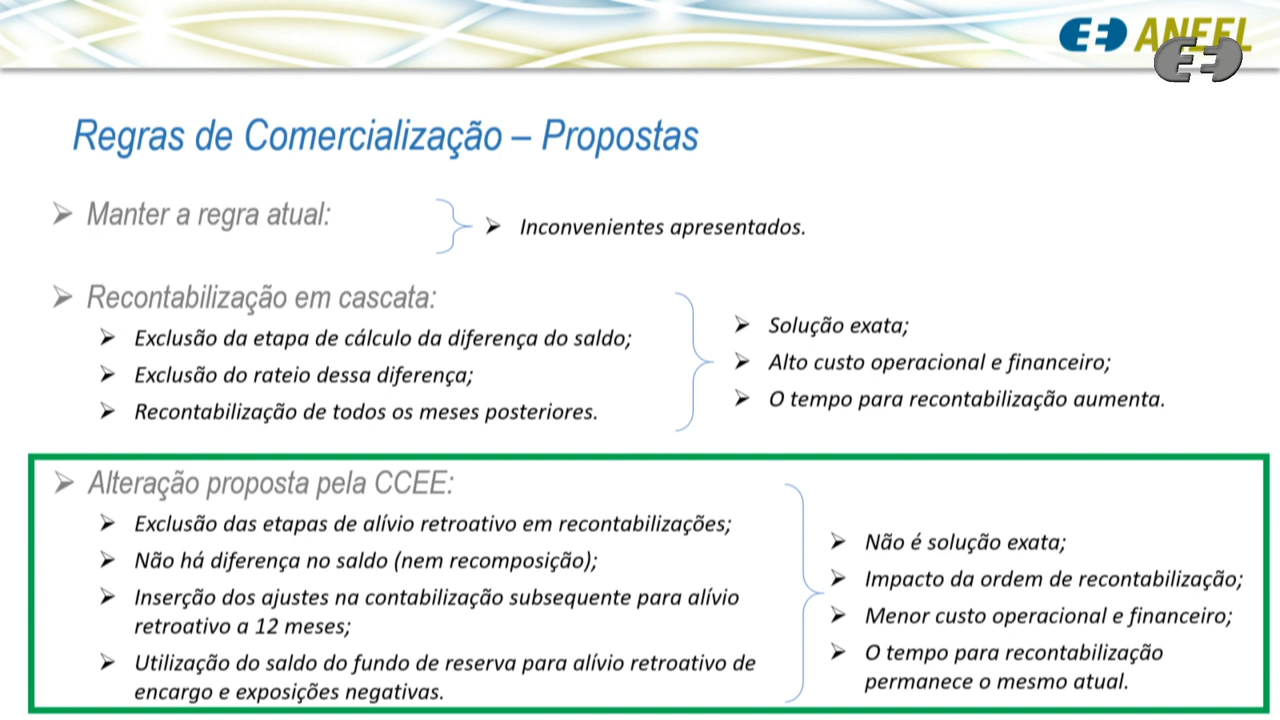 ANEEL
Regras de Comercialização – Propostas
Manter a regra atual:
Inconvenientes apresentados.
Recontabilização em cascata:
Exclusão da etapa de cálculo da diferença do saldo;
Exclusão do rateio dessa diferença;
Recontabilização de todos os meses posteriores.
Solução exata;
Alto custo operacional e financeiro;
O tempo para recontabilização aumenta.
Alteração proposta pela CCEE:
Exclusão das etapas de alívio retroativo em recontabilizações;
Não há diferença no saldo (nem recomposição);
Inserção dos ajustes na contabilização subsequente para alívio
retroativo a 12 meses;
Utilização do saldo do fundo de reserva para alívio retroativo de
encargo e exposições negativas.
Não é solução exata;
Impacto da ordem de recontabilização;
Menor custo operacional e financeiro;
O tempo para recontabilização
permanece o mesmo atual.